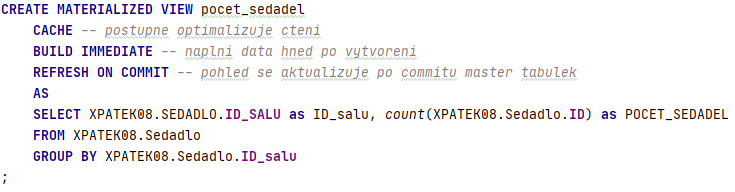 CREATE MATERIALIZED VIEW pocet_sedadel
    CACHE -- postupne optimalizuje cteni
    BUILD IMMEDIATE -- naplni data hned po vytvoreni
    REFRESH ON COMMIT -- pohled se aktualizuje po commitu master tabulek
    AS
    SELECT XPATEK08.SEDADLO.ID_SALU as ID_salu, count(XPATEK08.Sedadlo.ID) as POCET_SEDADEL
    FROM XPATEK08.Sedadlo
    GROUP BY XPATEK08.Sedadlo.ID_salu
;